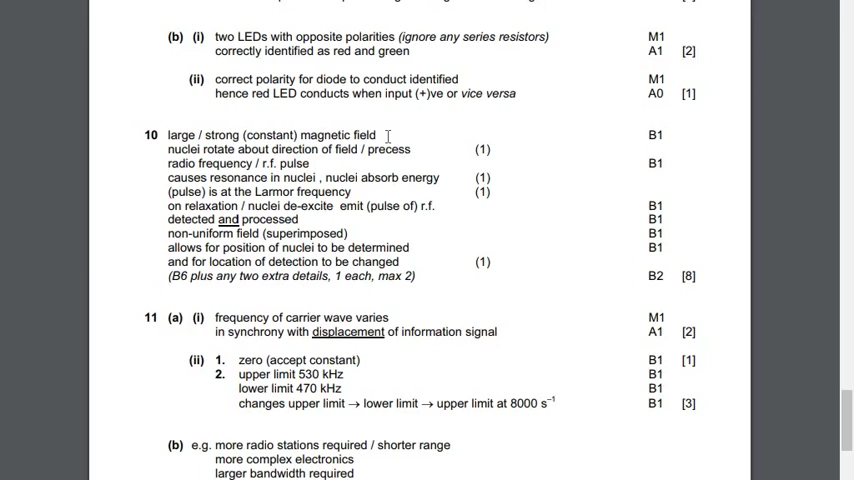 (b) (i) two LEDs with opposite polarities (ignore any series resistors) M1
correctly identified as red and green A1 [2]
(ii) correct polarity for diode to conduct identified M1
hence red LED conducts when input (+)ve or vice versa A0 [1]
10 large / strong (constant) magnetic field B1
nuclei rotate about direction of field / precess (1)
radio frequency / r.f. pulse B1
causes resonance in nuclei , nuclei absorb energy (1)
(pulse) is at the Larmor frequency (1)
on relaxation / nuclei de-excite emit (pulse of) r.f. B1
detected and processed B1
non-uniform field (superimposed) B1
allows for position of nuclei to be determined B1
and for location of detection to be changed (1)
(B6 plus any two extra details, 1 each, max 2) B2 [8]
11 (a) (i) frequency of carrier wave varies M1
in synchrony with displacement of information signal A1 [2]
(ii) 1. zero (accept constant) B1 [1]
2. upper limit 530 kHz B1
lower limit 470 kHz B1
changes upper limit → lower limit → upper limit at 8000 s⁻¹ B1 [3]
(b) e.g. more radio stations required / shorter range
more complex electronics
larger bandwidth required